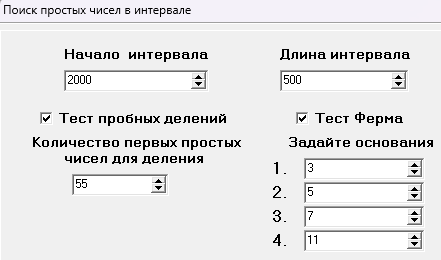 Поиск простых чисел в интервале
Начало интервала
Длина интервала
2000
500
Тест пробных делений
Тест Ферма
Количество первых простых
чисел для деления
Задайте основания
55
1. 3
2. 5
3. 7
4. 11